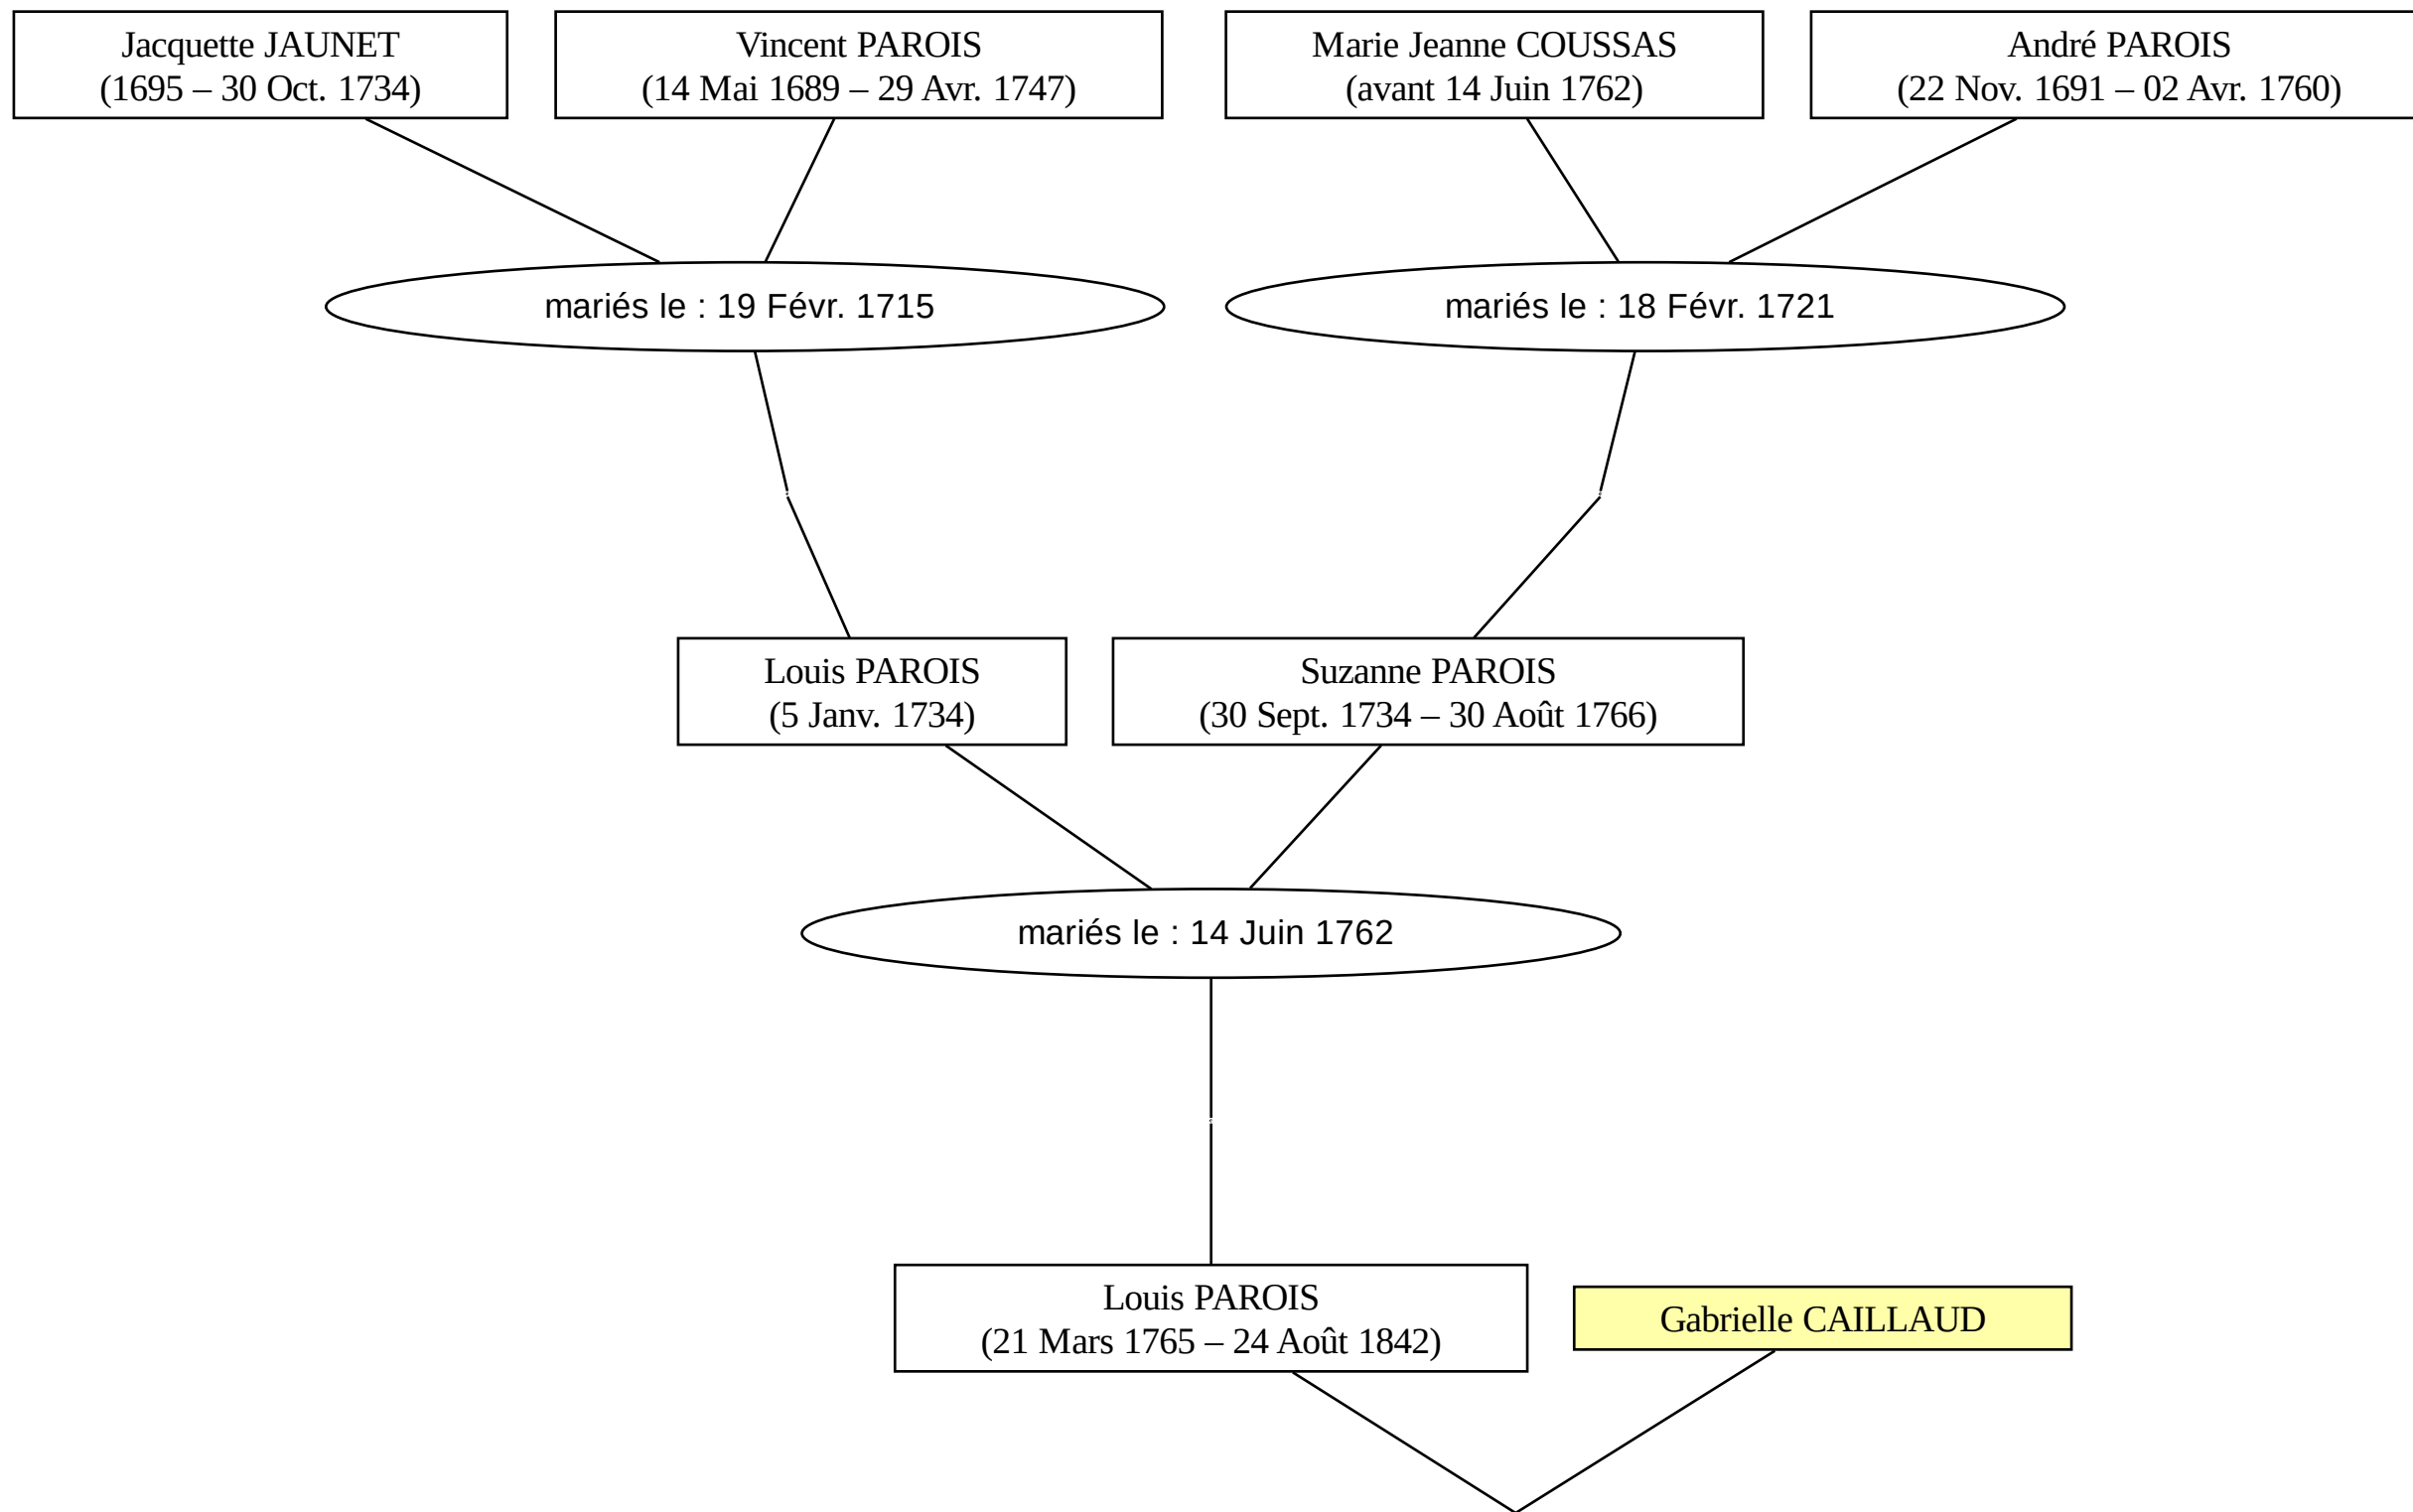 Jacquette JAUNET
(1695 – 30 Oct. 1734)
Vincent PAROIS
(14 Mai 1689 – 29 Avr. 1747)
Marie Jeanne COUSSAS
(avant 14 Juin 1762)
André PAROIS
(22 Nov. 1691 – 02 Avr. 1760)
mariés le : 19 Févr. 1715
mariés le : 18 Févr. 1721
Louis PAROIS
(5 Janv. 1734)
Suzanne PAROIS
(30 Sept. 1734 – 30 Août 1766)
mariés le : 14 Juin 1762
Louis PAROIS
(21 Mars 1765 – 24 Août 1842)
Gabrielle CAILLAUD